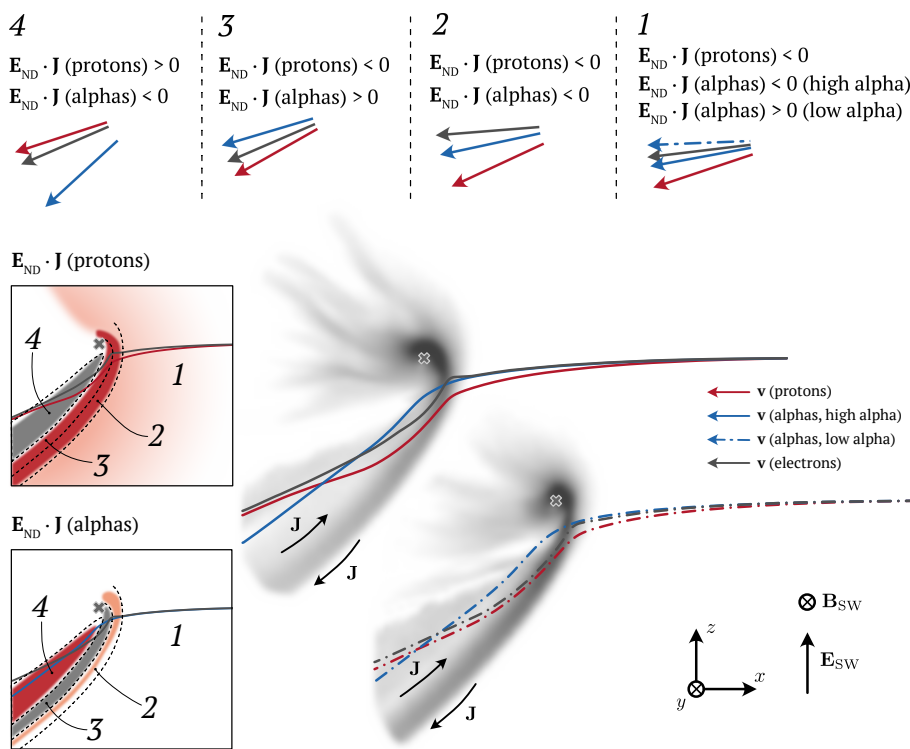 4
E_ND · J (protons) > 0
E_ND · J (alphas) < 0
3
E_ND · J (protons) < 0
E_ND · J (alphas) > 0
2
E_ND · J (protons) < 0
E_ND · J (alphas) < 0
1
E_ND · J (protons) < 0
E_ND · J (alphas) < 0 (high alpha)
E_ND · J (alphas) > 0 (low alpha)
E_ND · J (protons)
4
1
2
3
v (protons)
v (alphas, high alpha)
v (alphas, low alpha)
v (electrons)
J
J
E_ND · J (alphas)
4
1
2
3
J
J
B_SW
z
E_SW
x
y